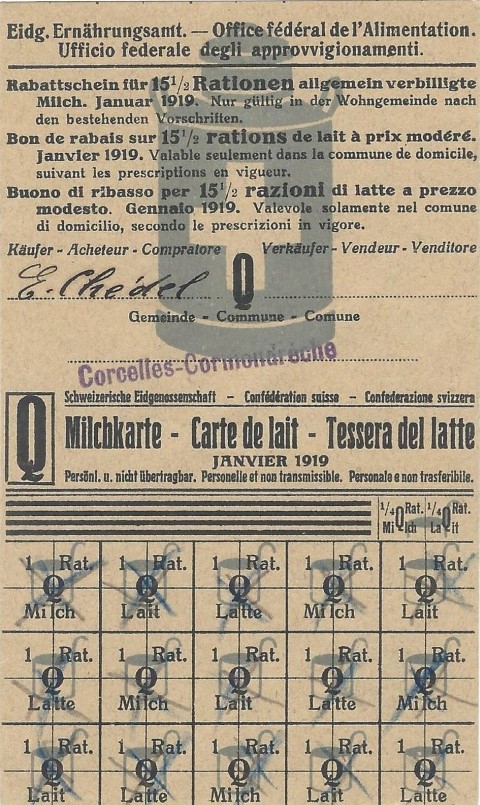 Eidg. Ernährungsamt. — Office fédéral de l'Alimentation.
Ufficio federale degli approvvigionamenti.
Rabattschein für 15½ Rationen allgemein verbilligte
Milch. Januar 1919. Nur gültig in der Wohngemeinde nach
den bestehenden Vorschriften.
Bon de rabais sur 15½ rations de lait à prix modéré.
Janvier 1919. Valable seulement dans la commune de domicile,
suivant les prescriptions en vigueur.
Buono di ribasso per 15½ razioni di latte a prezzo
modesto. Gennaio 1919. Valevole solamente nel comune
di domicilio, secondo le prescrizioni in vigore.
Käufer - Acheteur - Compratore Verkäufer - Vendeur - Venditore
E. Chédel Q
Gemeinde - Commune - Comune
Corcelles-Cormondrèche
Schweizerische Eidgenossenschaft – Confédération suisse – Confederazione svizzera
Q Milchkarte - Carte de lait - Tessera del latte
JANVIER 1919
Persönl. u. nicht übertragbar. Personelle et non transmissible. Personale e non trasferibile.
¼ Rat. ¼ Rat.
Q Q
Milch Lait
1 Rat. 1 Rat. 1 Rat. 1 Rat. 1 Rat.
Q Q Q Q Q
Milch Lait Latte Milch Lait
1 Rat. 1 Rat. 1 Rat. 1 Rat. 1 Rat.
Q Q Q Q Q
Latte Milch Lait Latte Milch
1 Rat. 1 Rat. 1 Rat. 1 Rat. 1 Rat.
Q Q Q Q Q
Lait Latte Milch Lait Latte